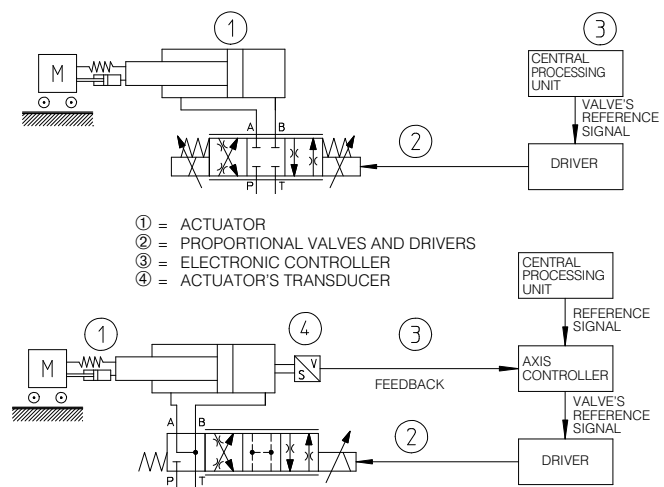 ①
③
CENTRAL
PROCESSING
UNIT
M
VALVE'S
REFERENCE
SIGNAL
A B
②
DRIVER
P T
① = ACTUATOR
② = PROPORTIONAL VALVES AND DRIVERS
③ = ELECTRONIC CONTROLLER
④ = ACTUATOR'S TRANSDUCER
CENTRAL
PROCESSING
UNIT
①
④
③
REFERENCE
SIGNAL
M
S V
FEEDBACK
AXIS
CONTROLLER
A B
VALVE'S
REFERENCE
SIGNAL
②
DRIVER
P T